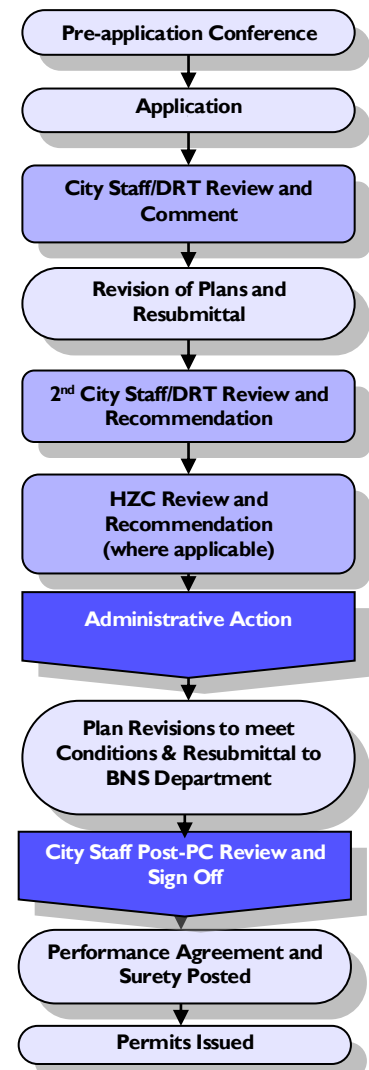 Pre-application Conference
Application
City Staff/DRT Review and
Comment
Revision of Plans and
Resubmittal
2nd City Staff/DRT Review and
Recommendation
HZC Review and
Recommendation
(where applicable)
Administrative Action
Plan Revisions to meet
Conditions & Resubmittal to
BNS Department
City Staff Post-PC Review and
Sign Off
Performance Agreement and
Surety Posted
Permits Issued